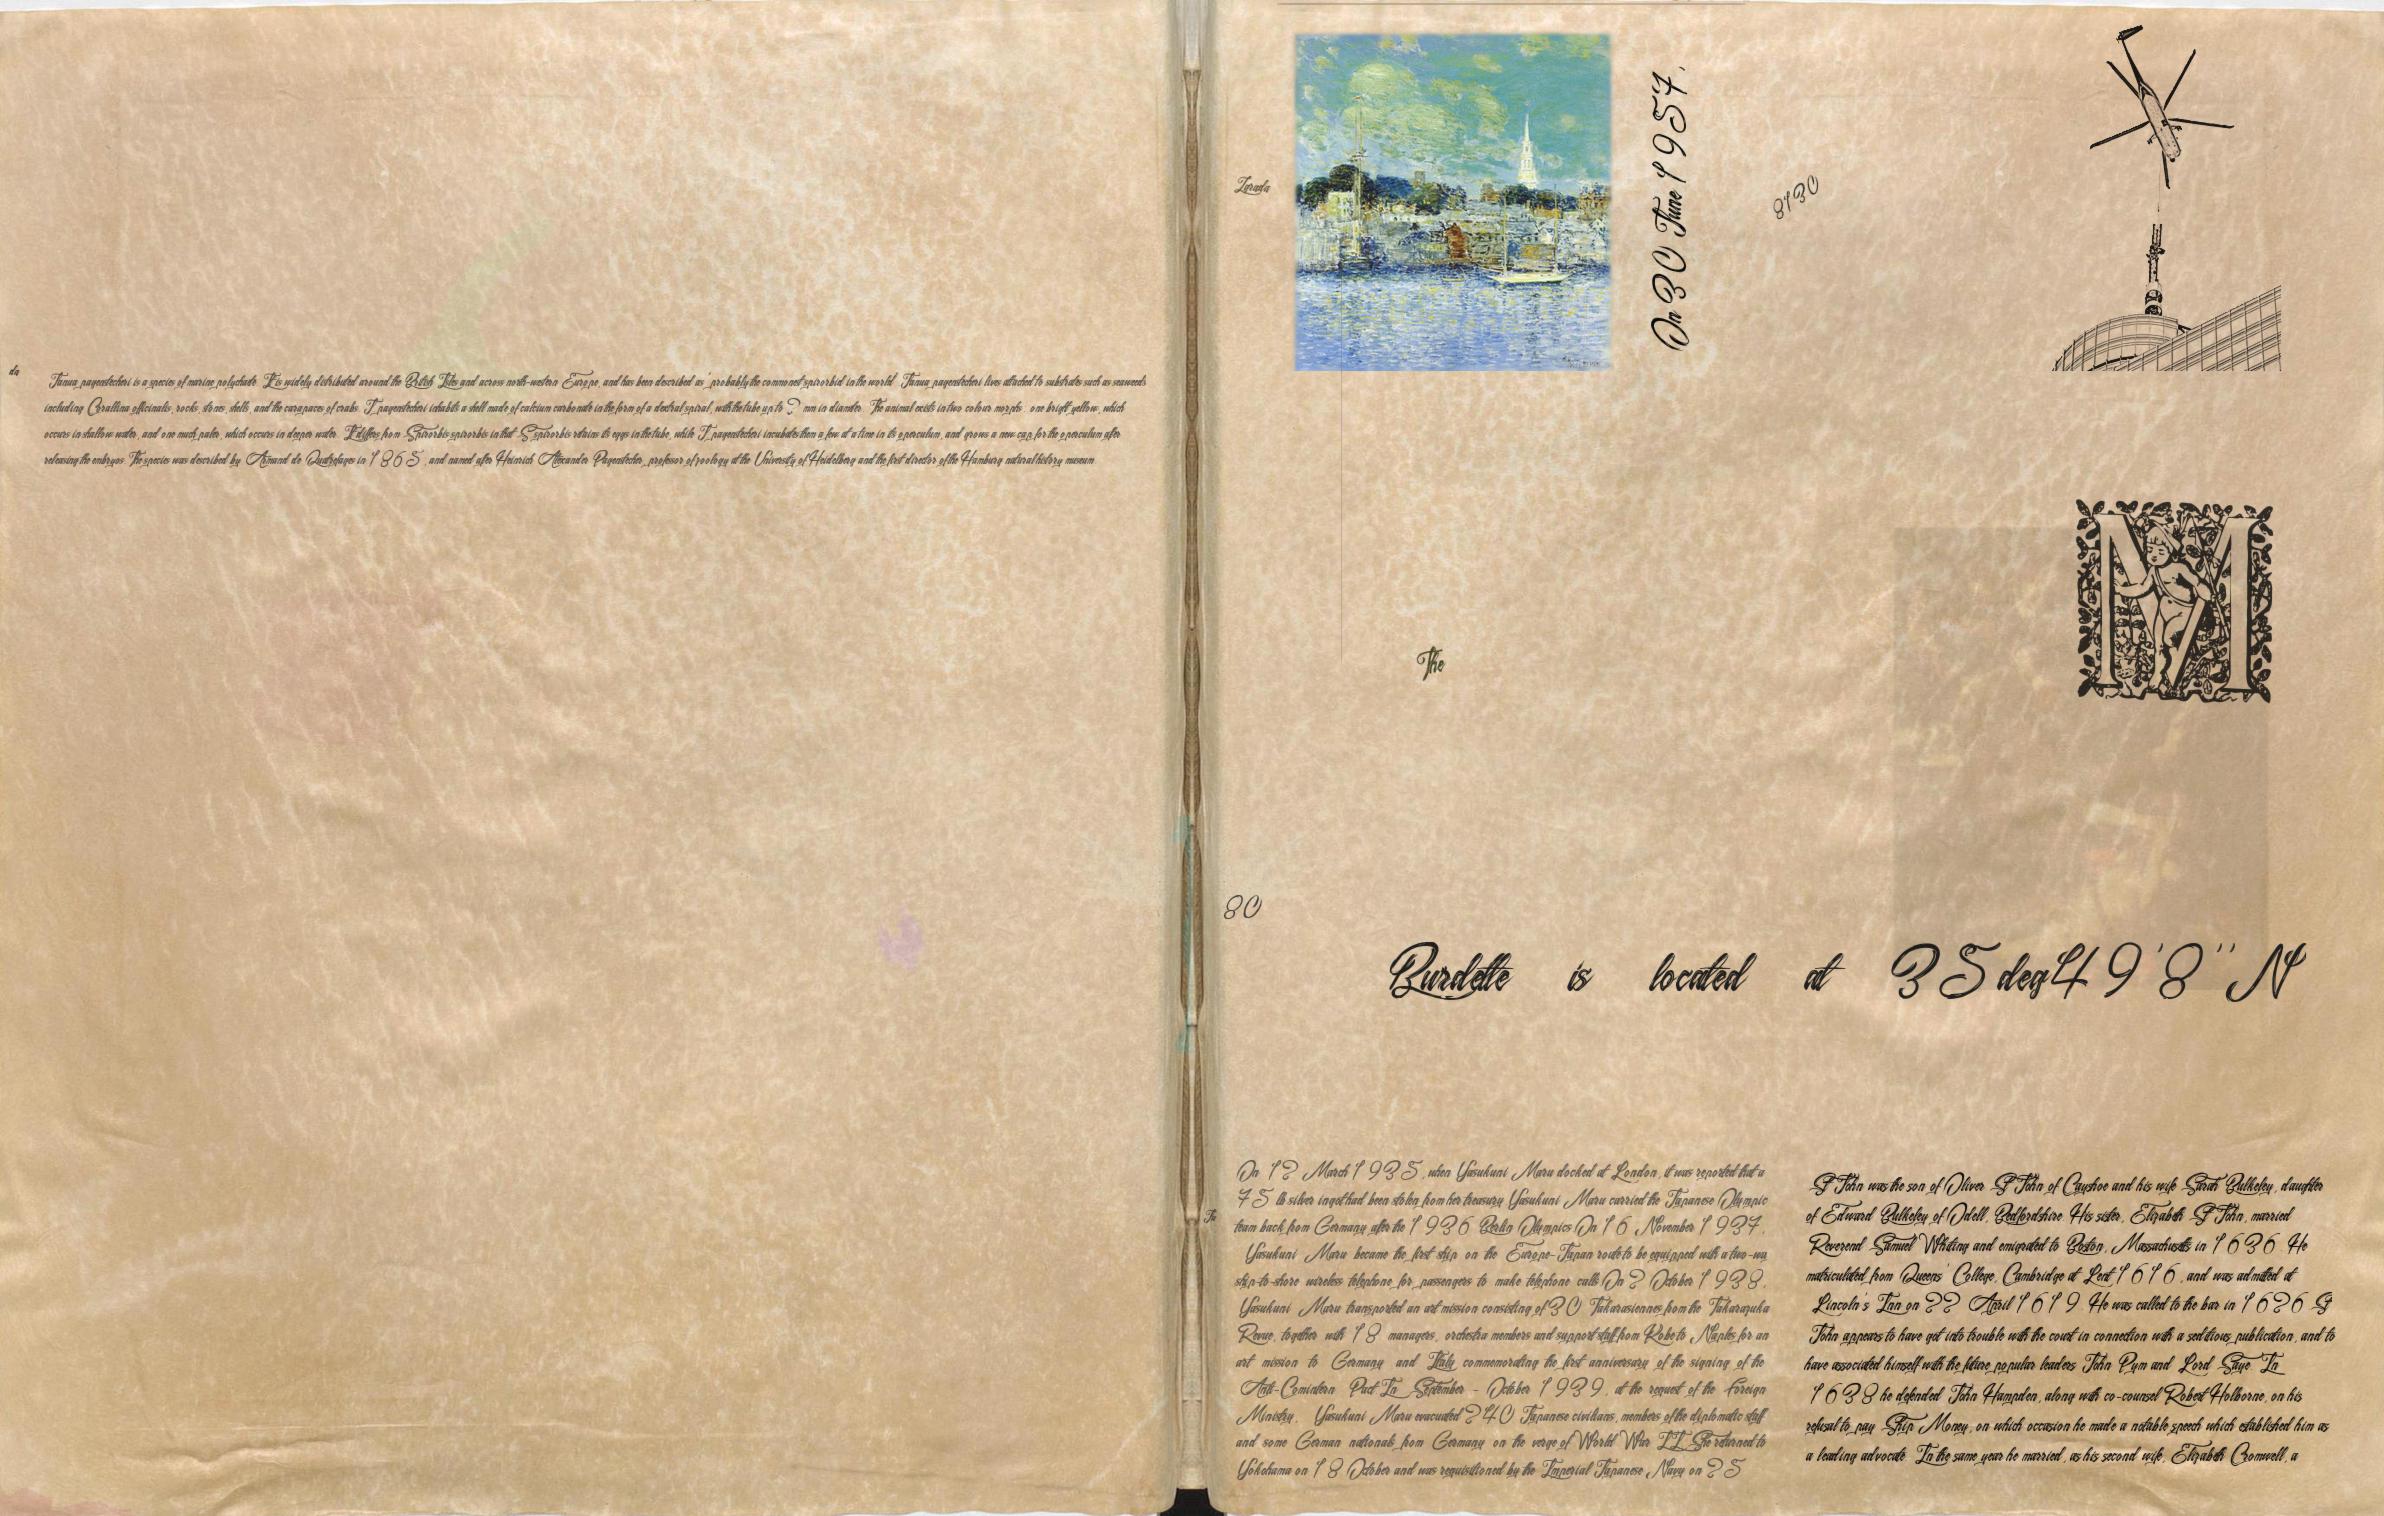 da
Janua pagenstecheri is a species of marine polychaete. It is widely distributed around the British Isles and across north-western Europe, and has been described as "probably the commonest spirorbid in the world. Janua pagenstecheri lives attached to substrates such as seaweeds
including Corallina officinalis, rocks, stones, shells, and the carapaces of crabs. J. pagenstecheri inhabits a shell made of calcium carbonate in the form of a dextral spiral, with the tube up to 2 mm in diameter. The animal exists in two colour morphs: one bright yellow, which
occurs in shallow water, and one much paler, which occurs in deeper water. It differs from Spirorbis spirorbis in that S. spirorbis retains its eggs in the tube, while J. pagenstecheri incubates them a few at a time in its operculum, and grows a new cap for the operculum after
releasing the embryos. The species was described by Armand de Quatrefages in 1865, and named after Heinrich Alexander Pagenstecher, professor of zoology at the University of Heidelberg and the first director of the Hamburg natural history museum
Zgrada
On 30 June 1957,
8130
M
The
80
Burdette is located at 35deg49'8''N
On 12 March 1935, when Yasukuni Maru docked at London, it was reported that a
75 lb silver ingot had been stolen from her treasury Yasukuni Maru carried the Japanese Olympic
team back from Germany after the 1936 Berlin Olympics On 16 November 1937,
Yasukuni Maru became the first ship on the Europe-Japan route to be equipped with a two-wa
ship-to-shore wireless telephone for passengers to make telephone calls On 2 October 1938,
Yasukuni Maru transported an art mission consisting of 30 Takarasiennes from the Takarazuka
Revue, together with 18 managers, orchestra members and support staff from Kobe to Naples for an
art mission to Germany and Italy commemorating the first anniversary of the signing of the
Anti-Comintern Pact In September - October 1939, at the request of the Foreign
Ministry, Yasukuni Maru evacuated 240 Japanese civilians, members of the diplomatic staff
and some German nationals from Germany on the verge of World War II. She returned to
Yokohama on 18 October and was requisitioned by the Imperial Japanese Navy on 25
St John was the son of Oliver St John of Cayshoe and his wife Sarah Bulkeley, daughter
of Edward Bulkeley of Odell, Bedfordshire His sister, Elizabeth St John, married
Reverend Samuel Whiting and emigrated to Boston, Massachusetts in 1636. He
matriculated from Queens' College, Cambridge at Lent 1616, and was admitted at
Lincoln's Inn on 22 April 1619. He was called to the bar in 1626 St
John appears to have got into trouble with the court in connection with a seditious publication, and to
have associated himself with the future popular leaders John Pym and Lord Saye In
1638 he defended John Hampden, along with co-counsel Robert Holborne, on his
refusal to pay Ship Money, on which occasion he made a notable speech which established him as
a leading advocate. In the same year he married, as his second wife, Elizabeth Cromwell, a